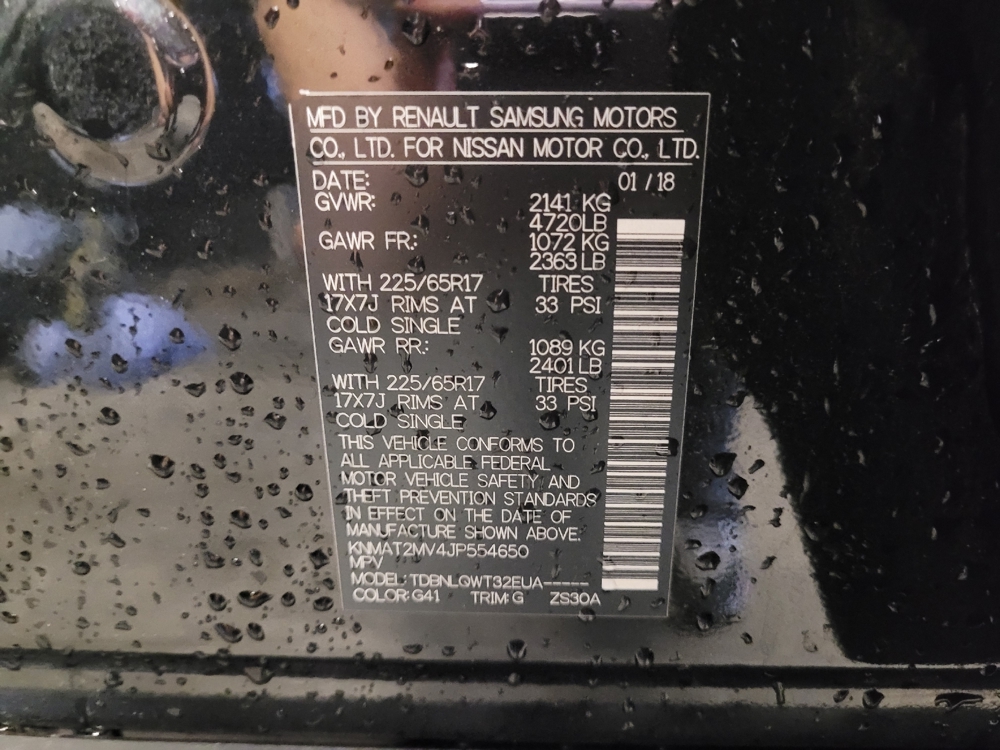 MFD BY RENAULT SAMSUNG MOTORS
CO., LTD. FOR NISSAN MOTOR CO., LTD.
DATE: 01 / 18
GVWR: 2141 KG
4720LB
GAWR FR.: 1072 KG
2363 LB
WITH 225/65R17 TIRES
17X7J RIMS AT 33 PSI
COLD SINGLE
GAWR RR.: 1089 KG
2401 LB
WITH 225/65R17 TIRES
17X7J RIMS AT 33 PSI
COLD SINGLE
THIS VEHICLE CONFORMS TO
ALL APPLICABLE FEDERAL
MOTOR VEHICLE SAFETY AND
THEFT PREVENTION STANDARDS
IN EFFECT ON THE DATE OF
MANUFACTURE SHOWN ABOVE.
KNMAT2MV4JP554650
MPV
MODEL: TDBNLQWT32EUA-----
COLOR: G41 TRIM: G ZS30A